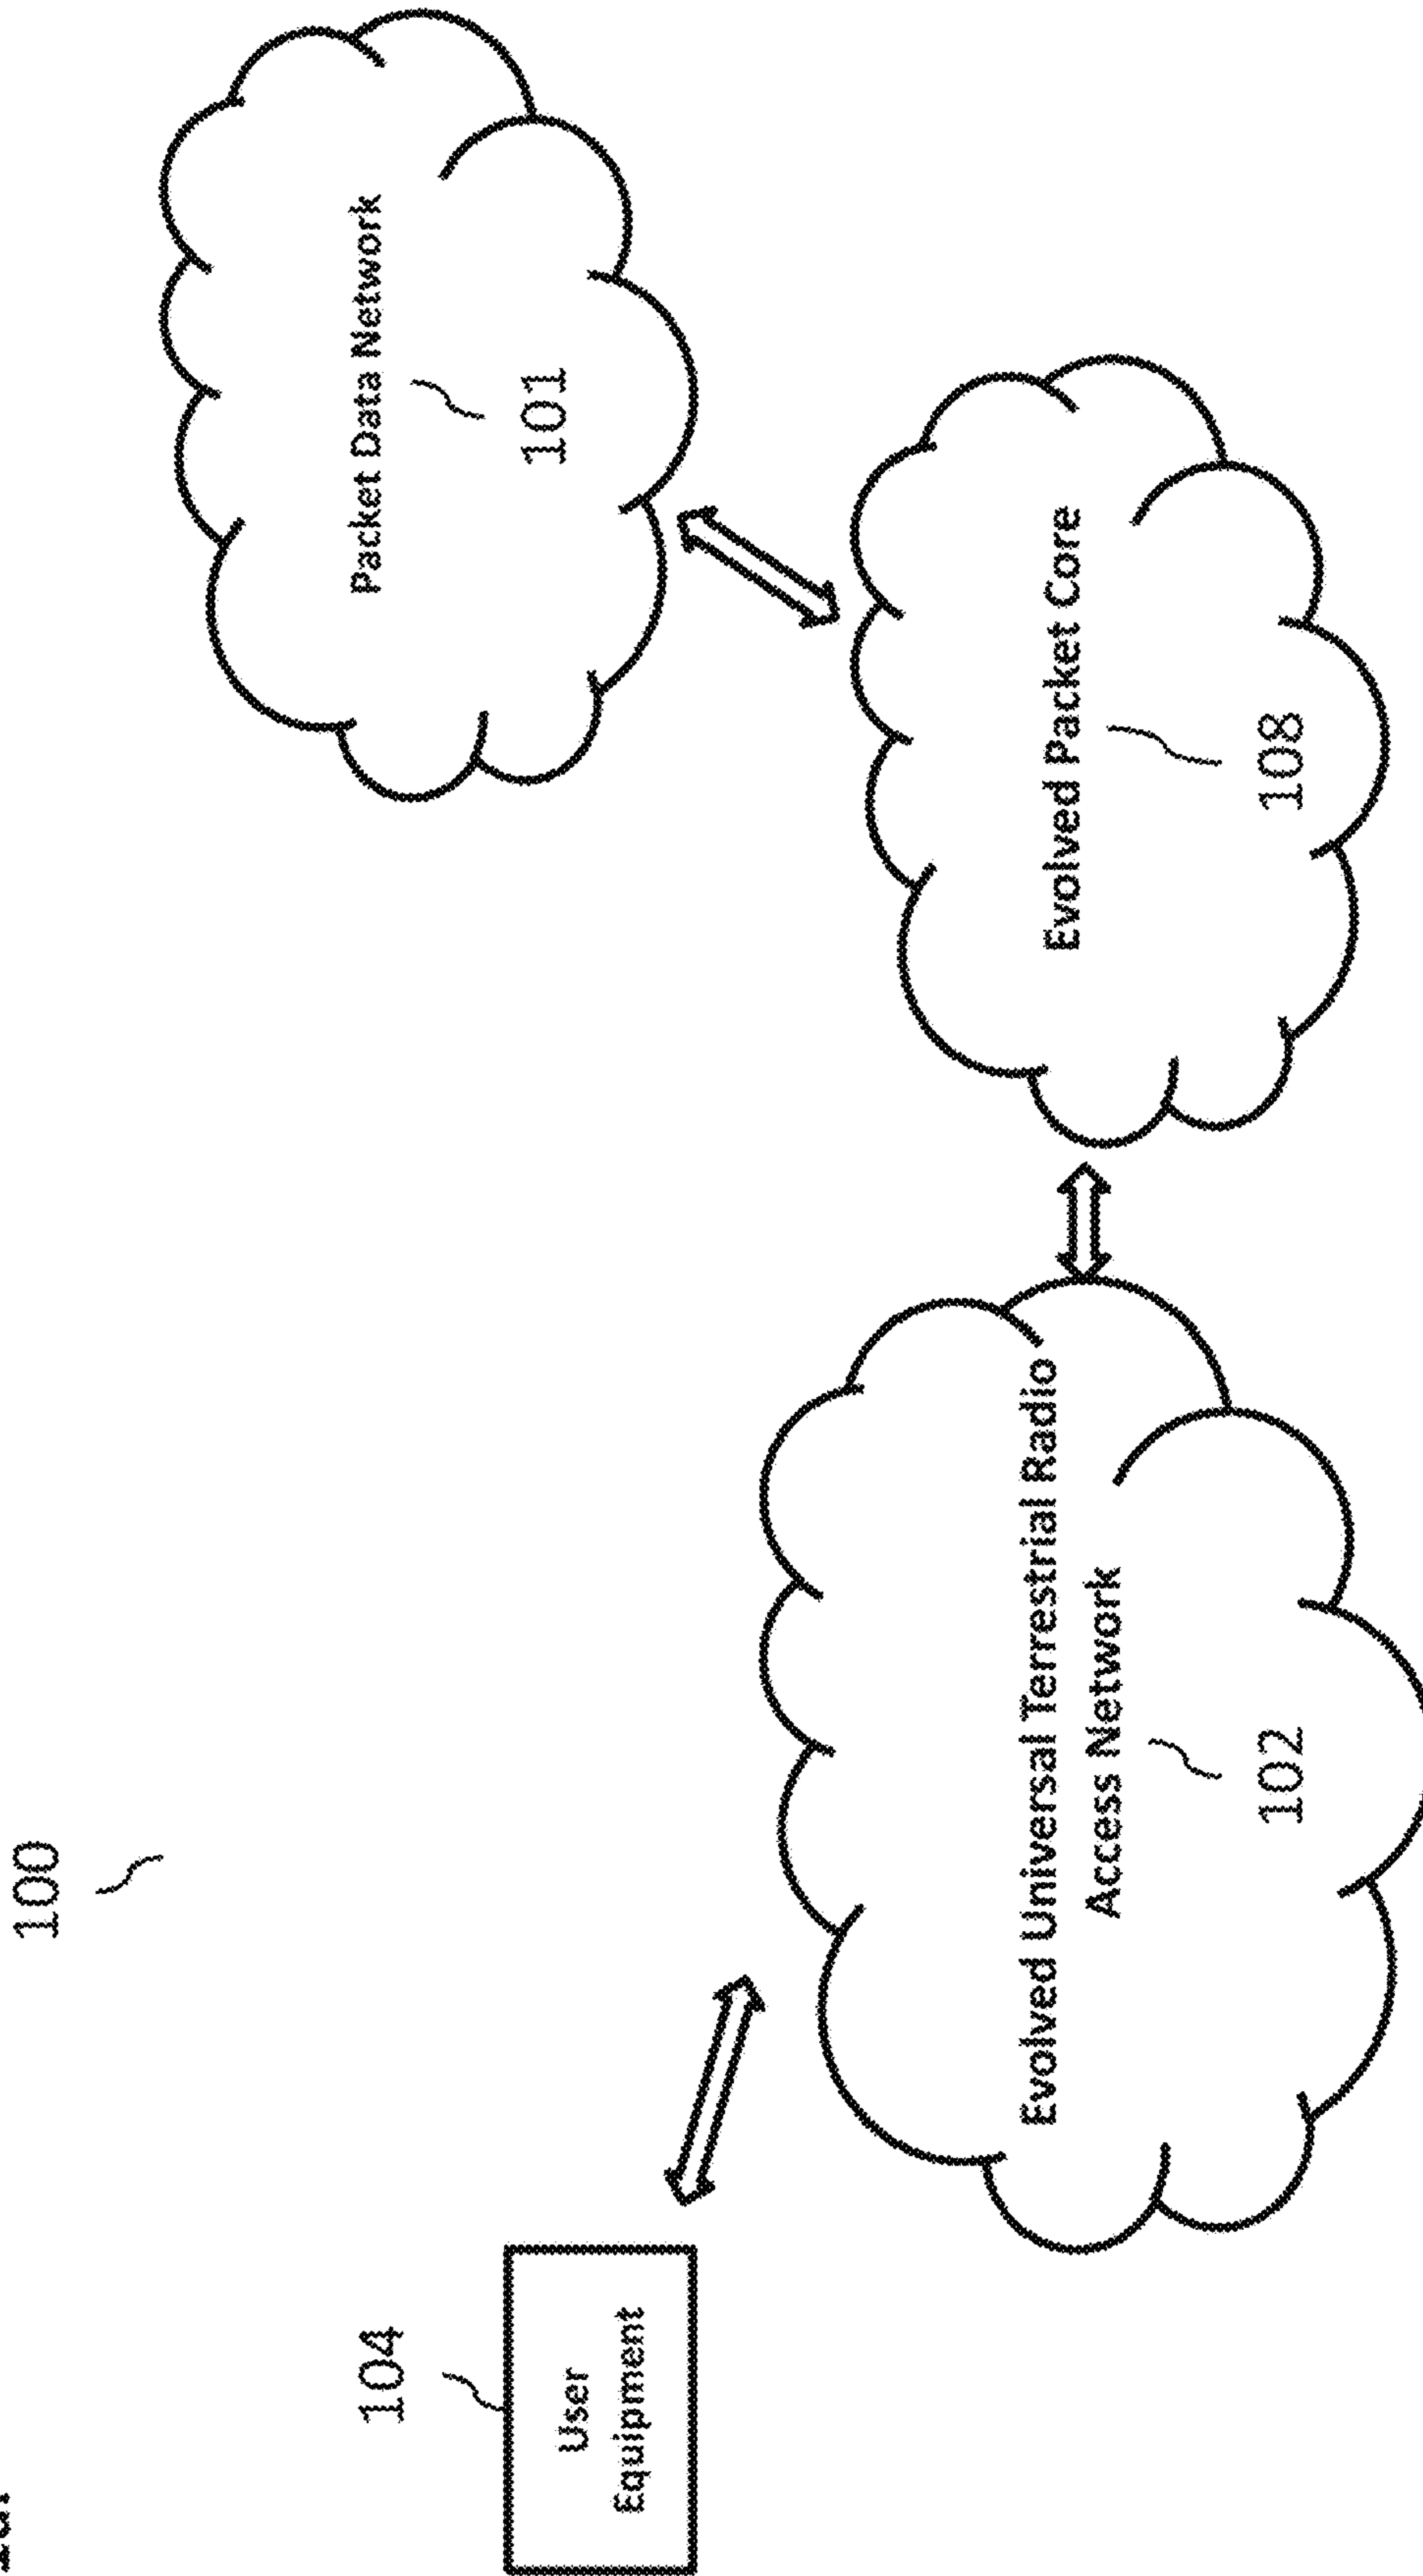 100
104
User
Equipment
Evolved Universal Terrestrial Radio
Access Network
102
Evolved Packet Core
108
Packet Data Network
101